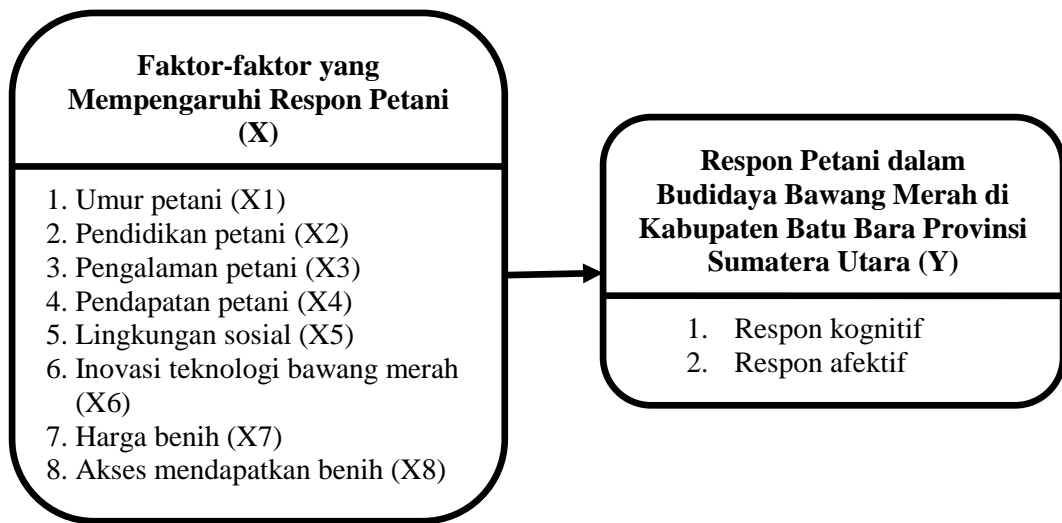 Faktor-faktor yang
Mempengaruhi Respon Petani
(X)
1. Umur petani (X1)
2. Pendidikan petani (X2)
3. Pengalaman petani (X3)
4. Pendapatan petani (X4)
5. Lingkungan sosial (X5)
6. Inovasi teknologi bawang merah
(X6)
7. Harga benih (X7)
8. Akses mendapatkan benih (X8)
Respon Petani dalam
Budidaya Bawang Merah di
Kabupaten Batu Bara Provinsi
Sumatera Utara (Y)
1. Respon kognitif
2. Respon afektif